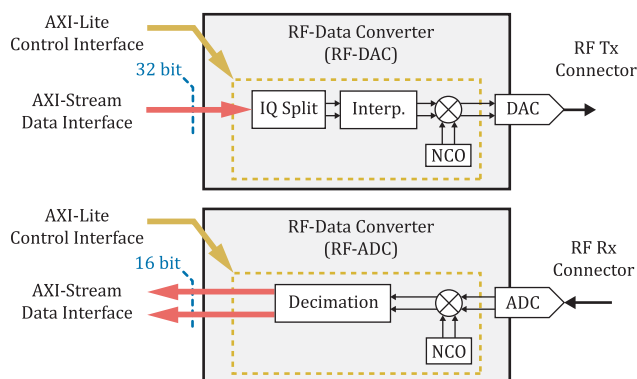 AXI-Lite
Control Interface
RF-Data Converter
(RF-DAC)
RF Tx
Connector
32 bit
AXI-Stream
Data Interface
IQ Split
Interp.
DAC
NCO
AXI-Lite
Control Interface
RF-Data Converter
(RF-ADC)
RF Rx
Connector
16 bit
AXI-Stream
Data Interface
Decimation
ADC
NCO